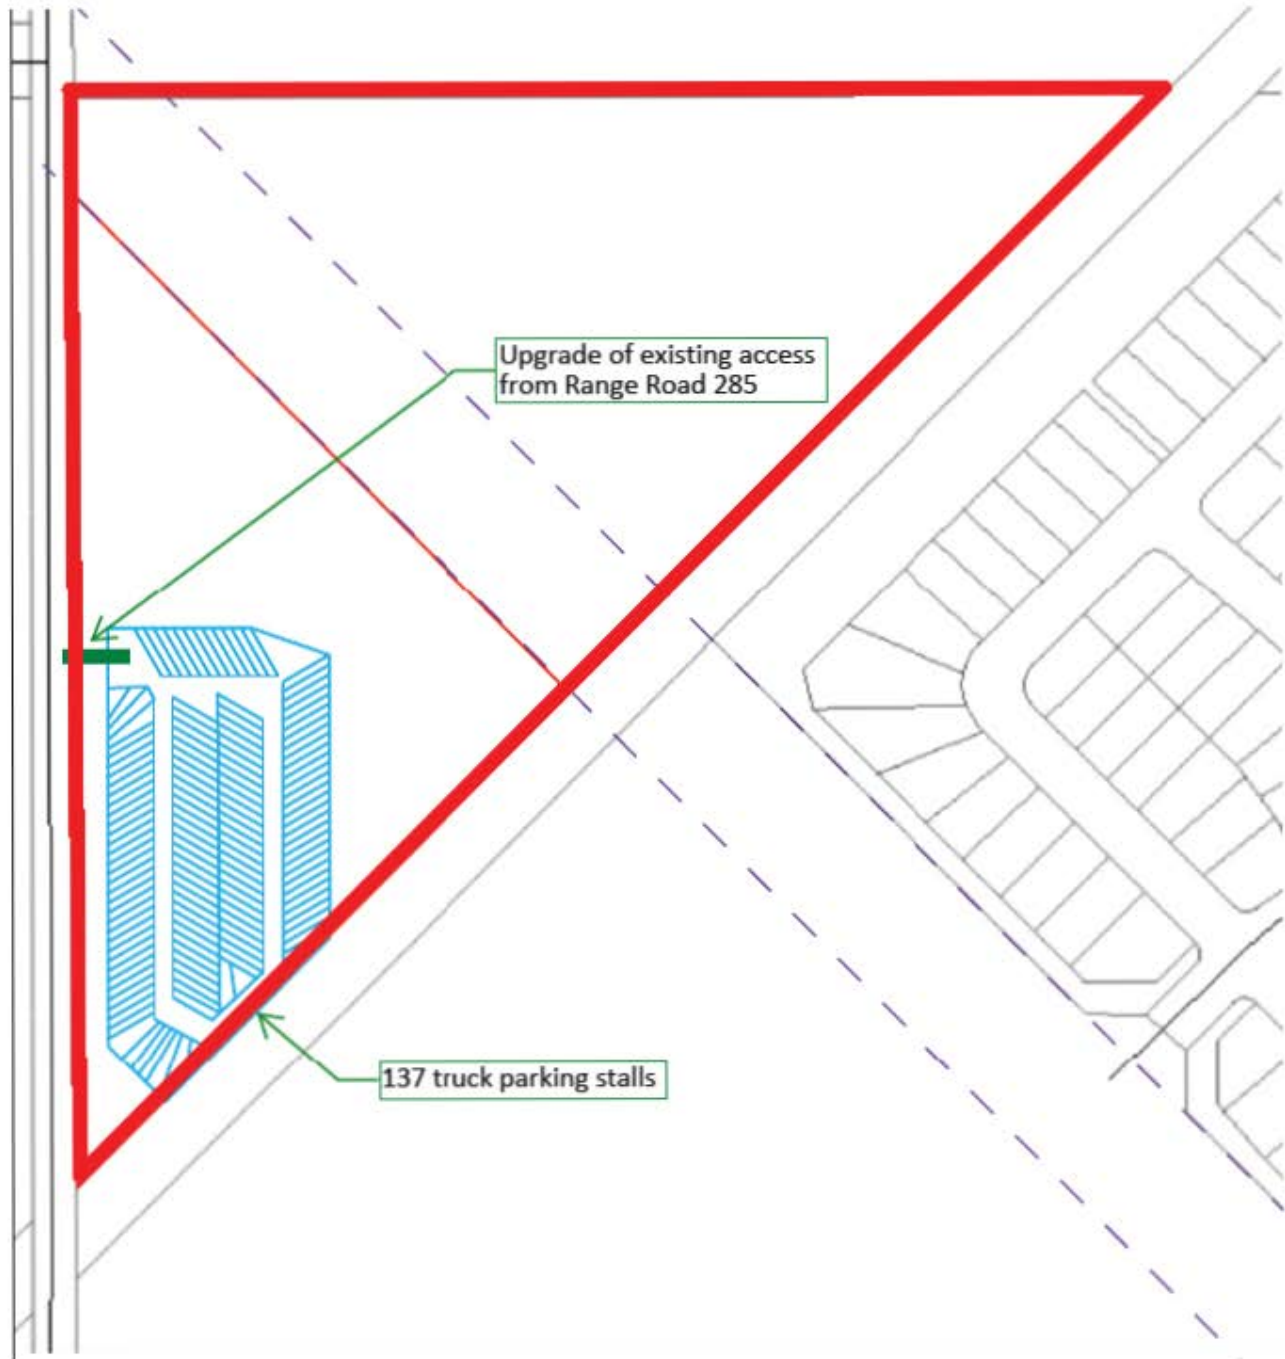 Upgrade of existing access
from Range Road 285
137 truck parking stalls